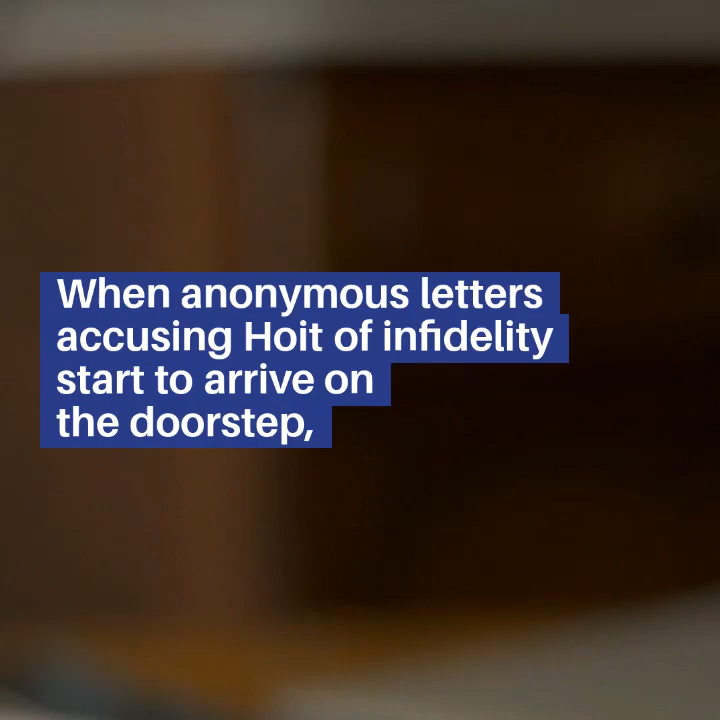 When anonymous letters
accusing Hoit of infidelity
start to arrive on
the doorstep,